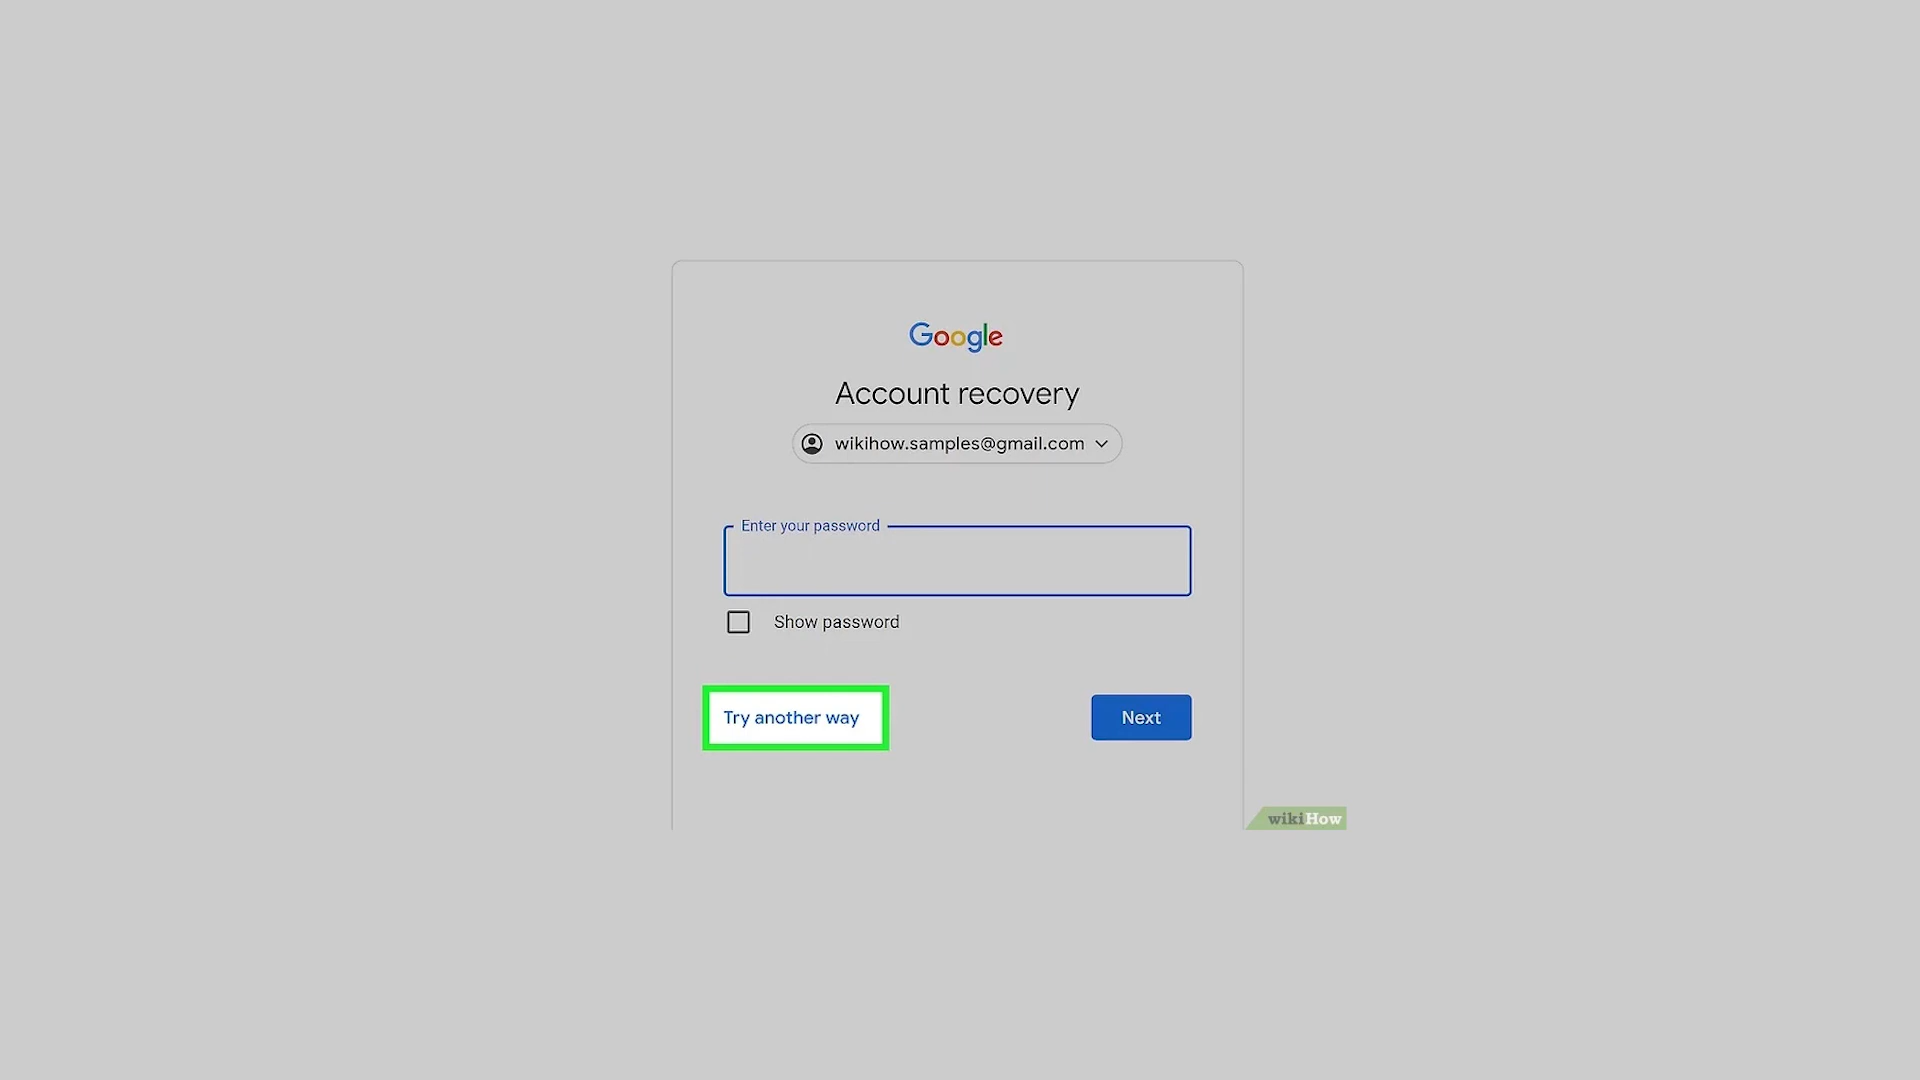 Google
Account recovery
wikihow.samples@gmail.com
Enter your password
Show password
Try another way
Next
wikiHow